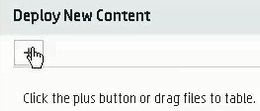 Deploy New Content
Click the plus button or drag files to table.